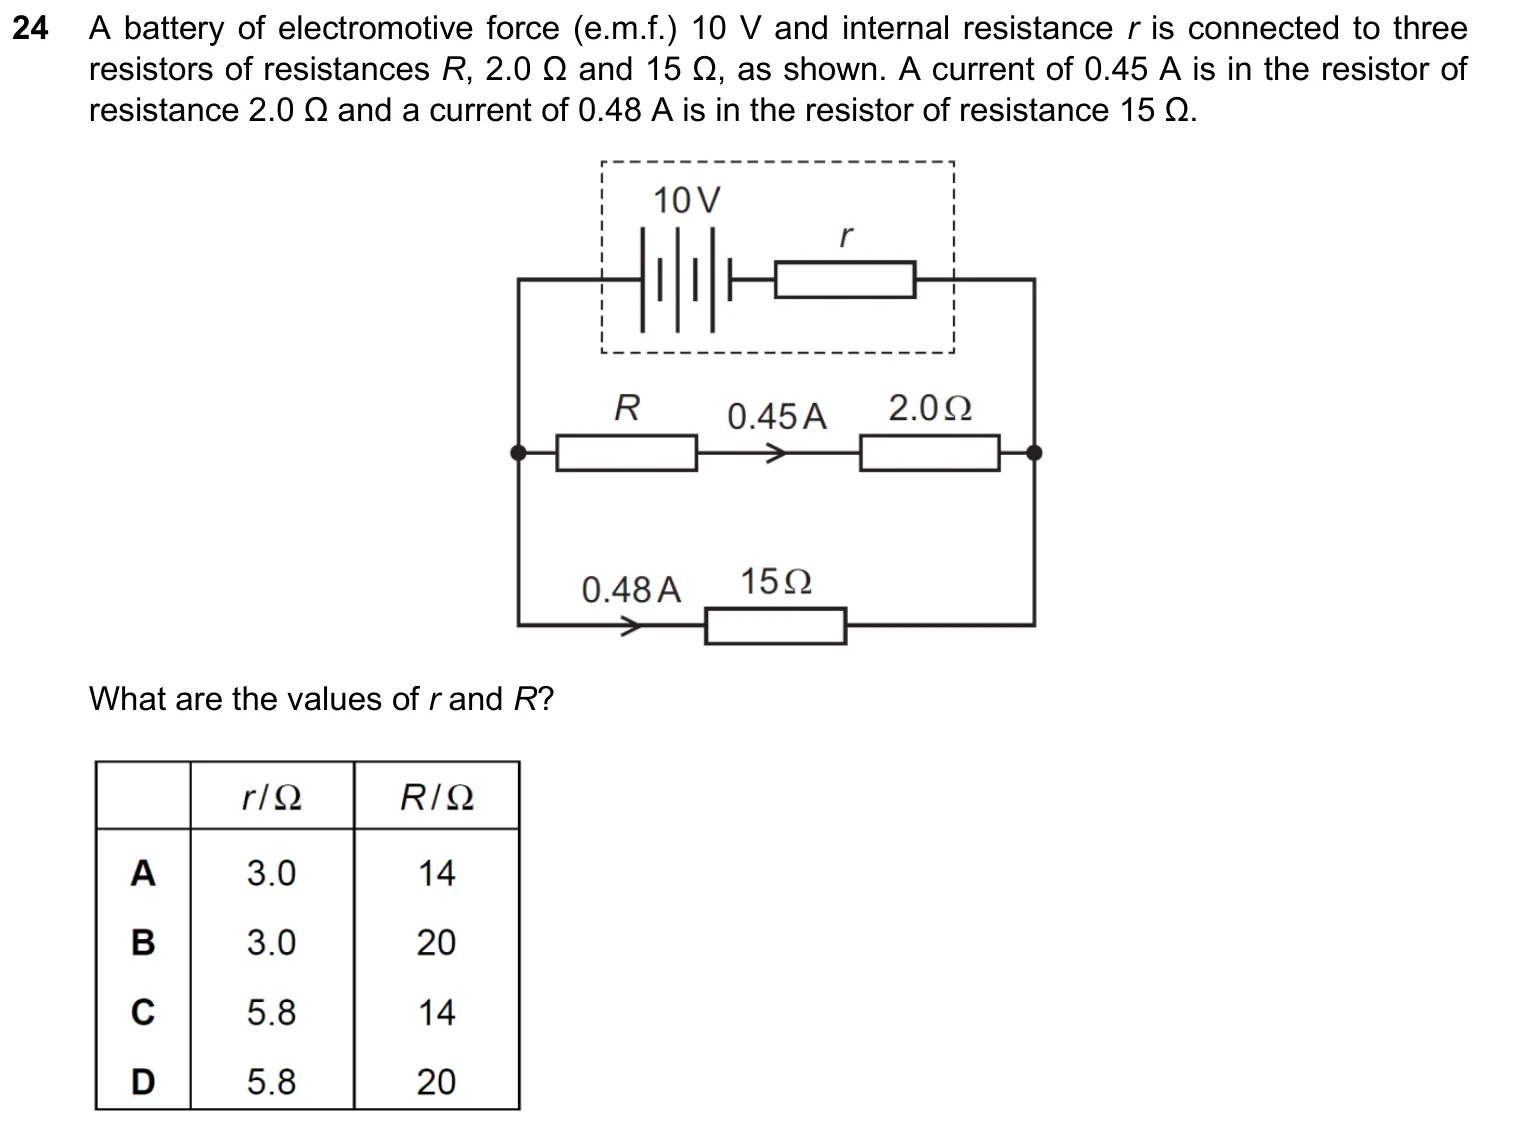 24 A battery of electromotive force (e.m.f.) 10 V and internal resistance r is connected to three
resistors of resistances R, 2.0 Ω and 15 Ω, as shown. A current of 0.45 A is in the resistor of
resistance 2.0 Ω and a current of 0.48 A is in the resistor of resistance 15 Ω.
10 V
r
R 0.45 A 2.0 Ω
0.48 A 15 Ω
What are the values of r and R?
r/Ω R/Ω
A 3.0 14
B 3.0 20
C 5.8 14
D 5.8 20